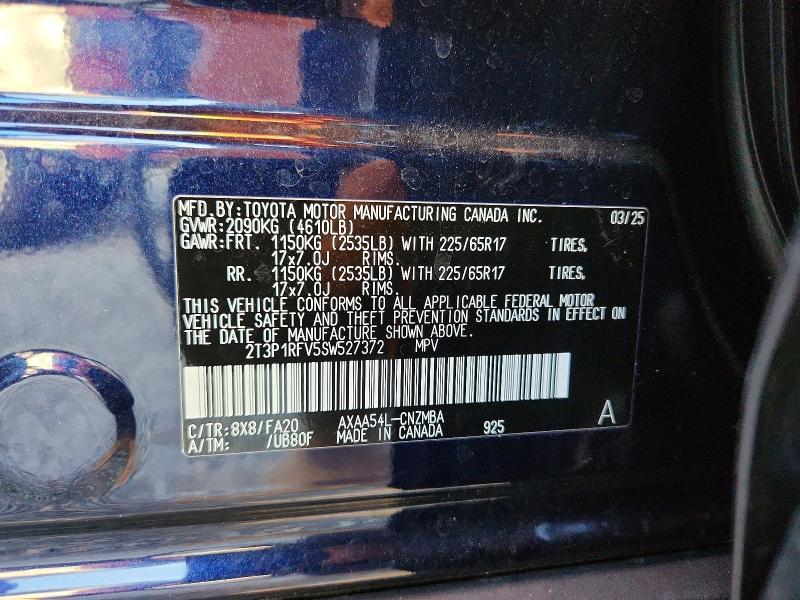 MFD.BY:TOYOTA MOTOR MANUFACTURING CANADA INC. 03/25
GVWR:2090KG (4610LB)
GAWR:FRT. 1150KG (2535LB) WITH 225/65R17 TIRES,
17x7.0J RIMS.
RR. 1150KG (2535LB) WITH 225/65R17 TIRES,
17x7.0J RIMS.
THIS VEHICLE CONFORMS TO ALL APPLICABLE FEDERAL MOTOR
VEHICLE SAFETY AND THEFT PREVENTION STANDARDS IN EFFECT ON
THE DATE OF MANUFACTURE SHOWN ABOVE.
2T3P1RFV5SW527372 MPV
C/TR:8X8/FA20 AXAA54L-CNZMBA A
A/TM: /UB80F MADE IN CANADA 925